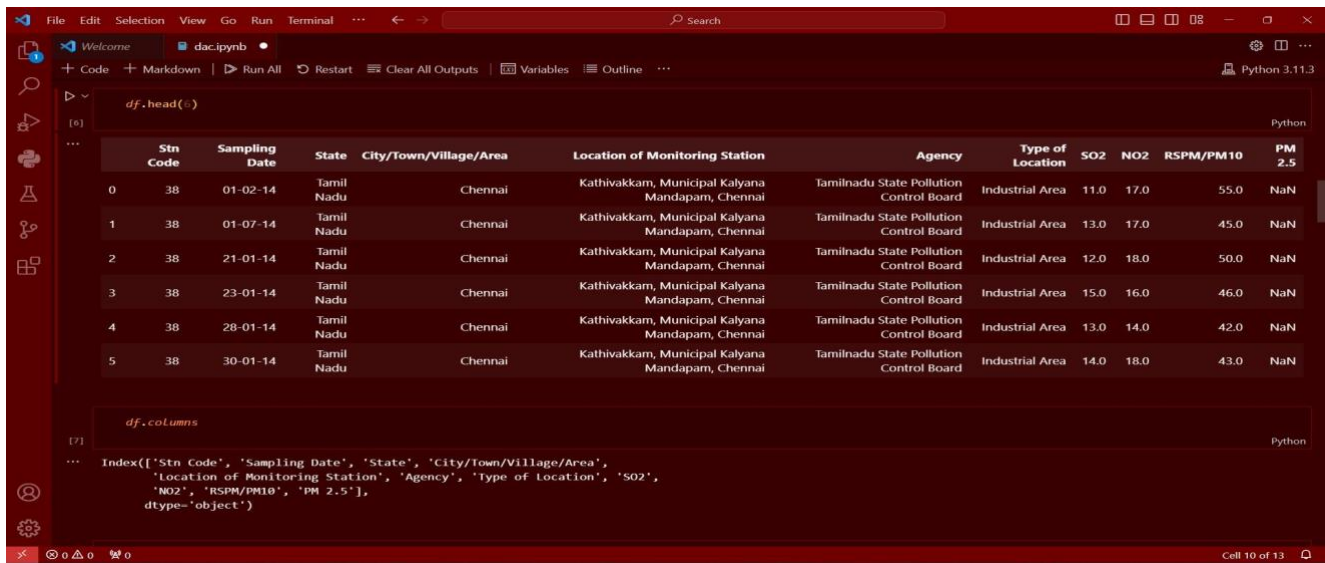 File Edit Selection View Go Run Terminal ... Search
Welcome dac.ipynb
+ Code + Markdown | Run All Restart Clear All Outputs | Variables Outline ... Python 3.11.3
1
df.head(6)
[6] Python
Stn Code Sampling Date State City/Town/Village/Area Location of Monitoring Station Agency Type of Location SO2 NO2 RSPM/PM10 PM 2.5
0 38 01-02-14 Tamil Nadu Chennai Kathivakkam, Municipal Kalyana Mandapam, Chennai Tamilnadu State Pollution Control Board Industrial Area 11.0 17.0 55.0 NaN
1 38 01-07-14 Tamil Nadu Chennai Kathivakkam, Municipal Kalyana Mandapam, Chennai Tamilnadu State Pollution Control Board Industrial Area 13.0 17.0 45.0 NaN
2 38 21-01-14 Tamil Nadu Chennai Kathivakkam, Municipal Kalyana Mandapam, Chennai Tamilnadu State Pollution Control Board Industrial Area 12.0 18.0 50.0 NaN
3 38 23-01-14 Tamil Nadu Chennai Kathivakkam, Municipal Kalyana Mandapam, Chennai Tamilnadu State Pollution Control Board Industrial Area 15.0 16.0 46.0 NaN
4 38 28-01-14 Tamil Nadu Chennai Kathivakkam, Municipal Kalyana Mandapam, Chennai Tamilnadu State Pollution Control Board Industrial Area 13.0 14.0 42.0 NaN
5 38 30-01-14 Tamil Nadu Chennai Kathivakkam, Municipal Kalyana Mandapam, Chennai Tamilnadu State Pollution Control Board Industrial Area 14.0 18.0 43.0 NaN
df.columns
[7] Python
... Index(['Stn Code', 'Sampling Date', 'State', 'City/Town/Village/Area',
'Location of Monitoring Station', 'Agency', 'Type of Location', 'SO2',
'NO2', 'RSPM/PM10', 'PM 2.5'],
dtype='object')
0 0 0 Cell 10 of 13